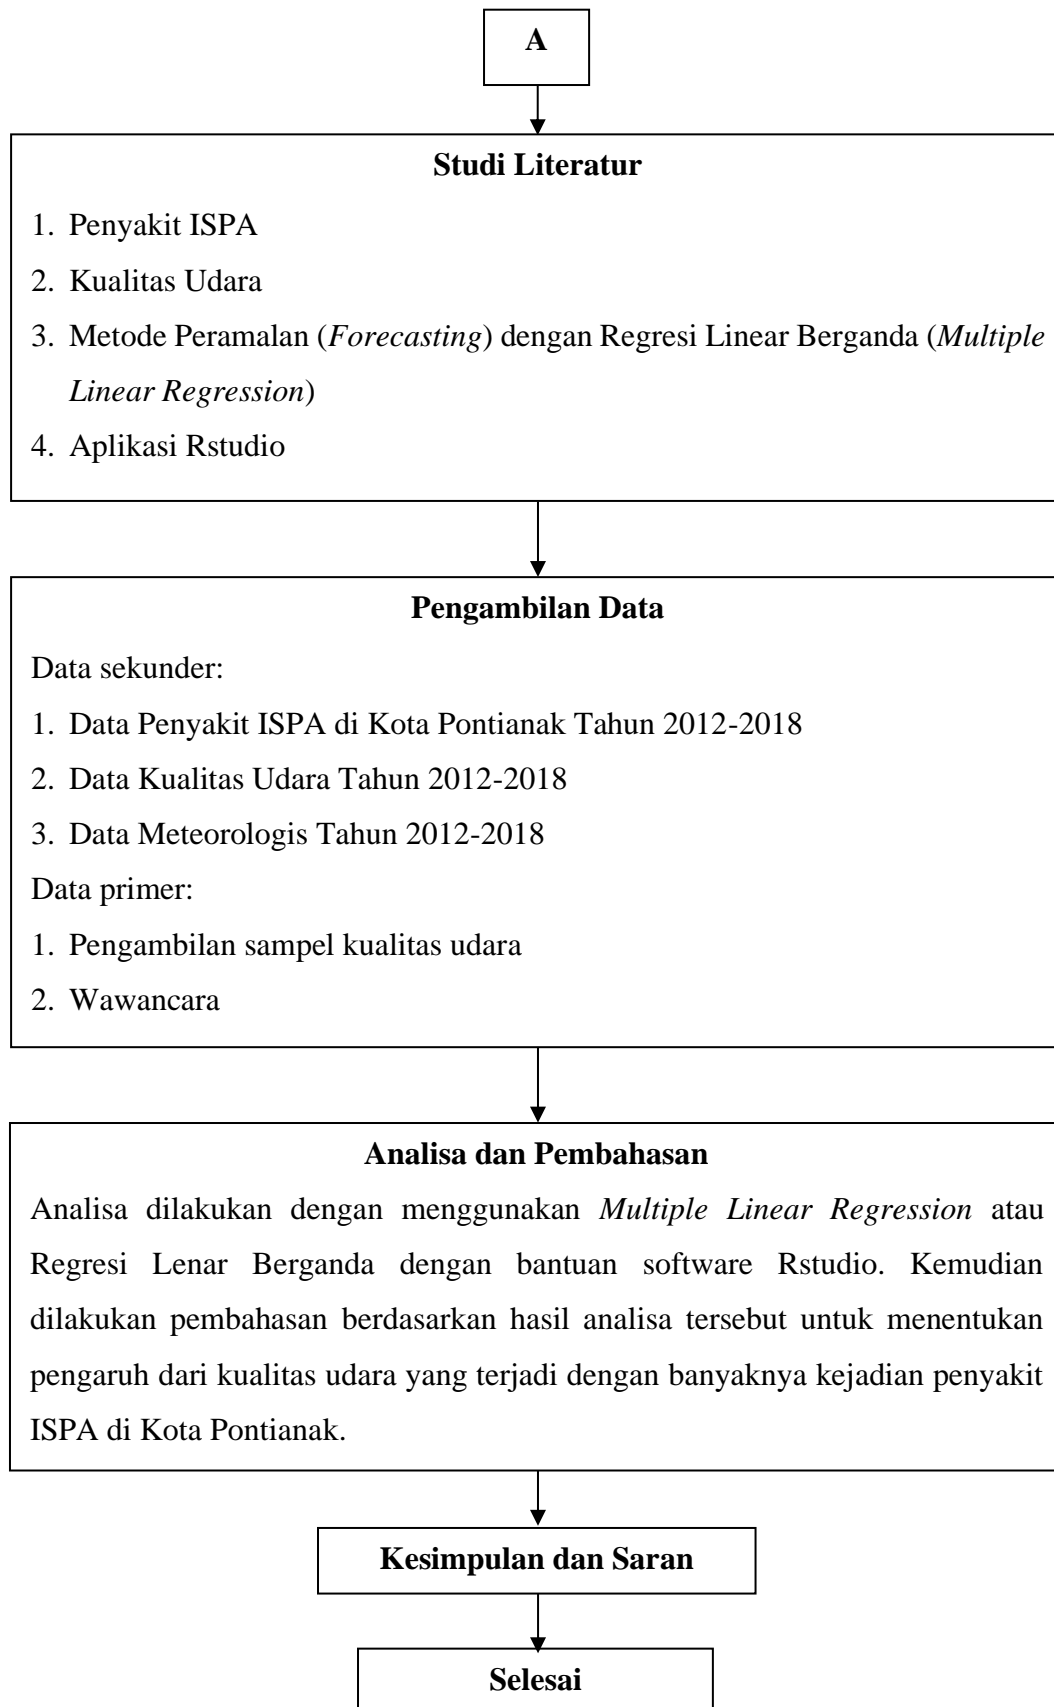 A
Studi Literatur
1. Penyakit ISPA
2. Kualitas Udara
3. Metode Peramalan (Forecasting) dengan Regresi Linear Berganda (Multiple
Linear Regression)
4. Aplikasi Rstudio
Pengambilan Data
Data sekunder:
1. Data Penyakit ISPA di Kota Pontianak Tahun 2012-2018
2. Data Kualitas Udara Tahun 2012-2018
3. Data Meteorologis Tahun 2012-2018
Data primer:
1. Pengambilan sampel kualitas udara
2. Wawancara
Analisa dan Pembahasan
Analisa dilakukan dengan menggunakan Multiple Linear Regression atau
Regresi Lenar Berganda dengan bantuan software Rstudio. Kemudian
dilakukan pembahasan berdasarkan hasil analisa tersebut untuk menentukan
pengaruh dari kualitas udara yang terjadi dengan banyaknya kejadian penyakit
ISPA di Kota Pontianak.
Kesimpulan dan Saran
Selesai